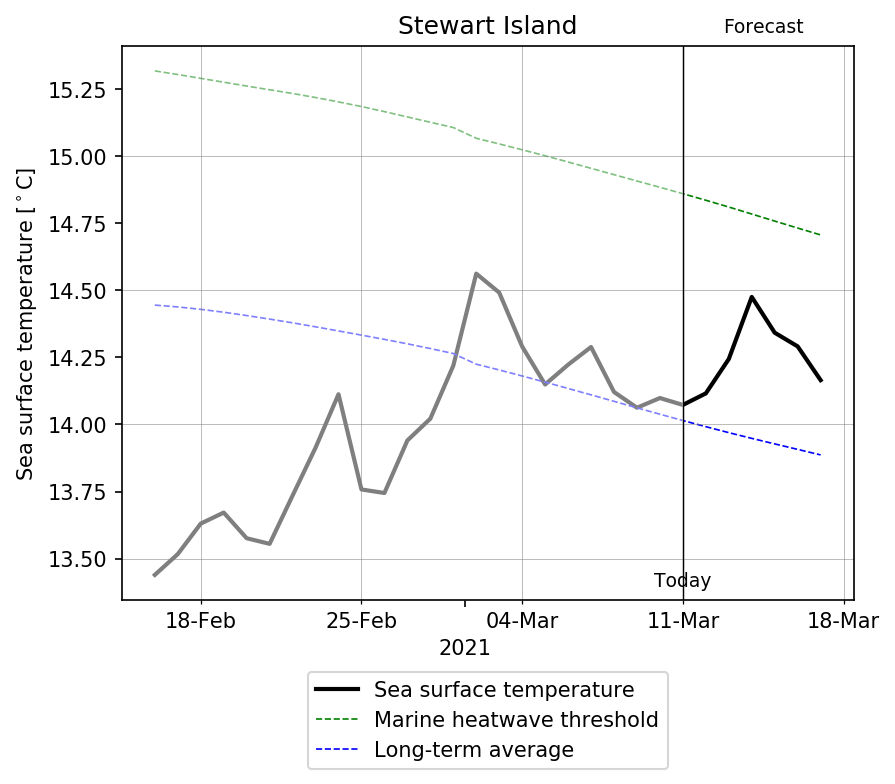 Stewart Island
Forecast
Sea surface temperature [°C]
15.25
15.00
14.75
14.50
14.25
14.00
13.75
13.50
Today
18-Feb
25-Feb
04-Mar
11-Mar
18-Mar
2021
Sea surface temperature
Marine heatwave threshold
Long-term average